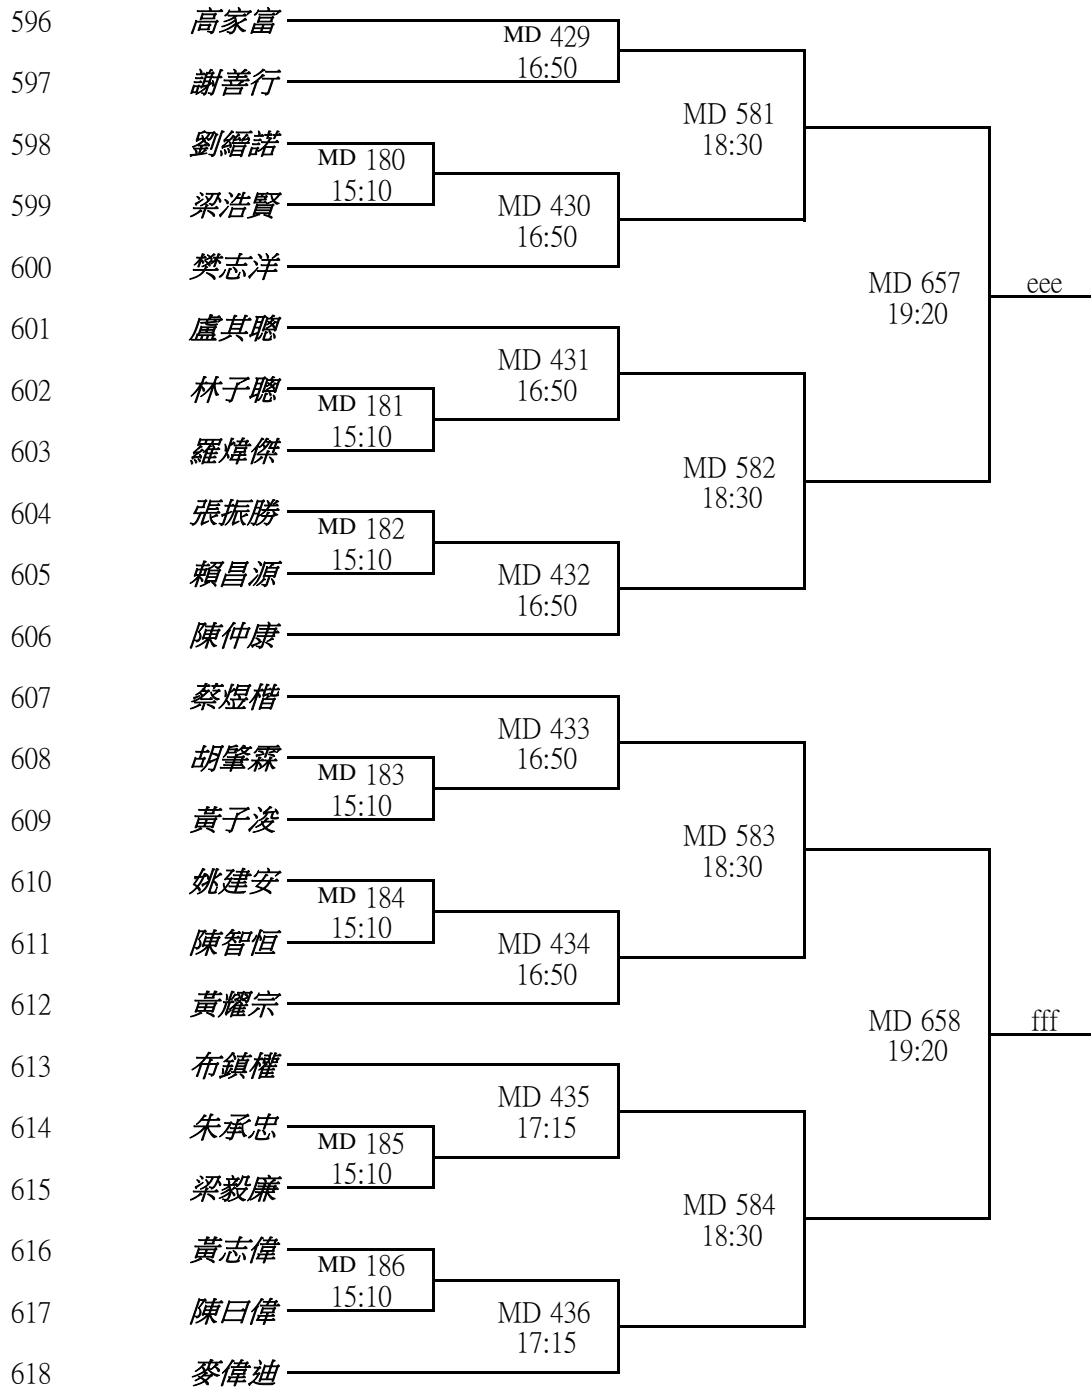 596 高家富
MD 429
16:50
597 謝善行
MD 581
18:30
598 劉縉諾
MD 180
15:10
599 梁浩賢
MD 430
16:50
600 樊志洋
MD 657
19:20
eee
601 盧其聰
MD 431
16:50
602 林子聰
MD 181
15:10
603 羅煒傑
MD 582
18:30
604 張振勝
MD 182
15:10
605 賴昌源
MD 432
16:50
606 陳仲康
607 蔡煜楷
MD 433
16:50
608 胡肇霖
MD 183
15:10
609 黃子浚
MD 583
18:30
610 姚建安
MD 184
15:10
611 陳智恒
MD 434
16:50
612 黃耀宗
MD 658
19:20
fff
613 布鎮權
MD 435
17:15
614 朱承忠
MD 185
15:10
615 梁毅廉
MD 584
18:30
616 黃志偉
MD 186
15:10
617 陳曰偉
MD 436
17:15
618 麥偉迪